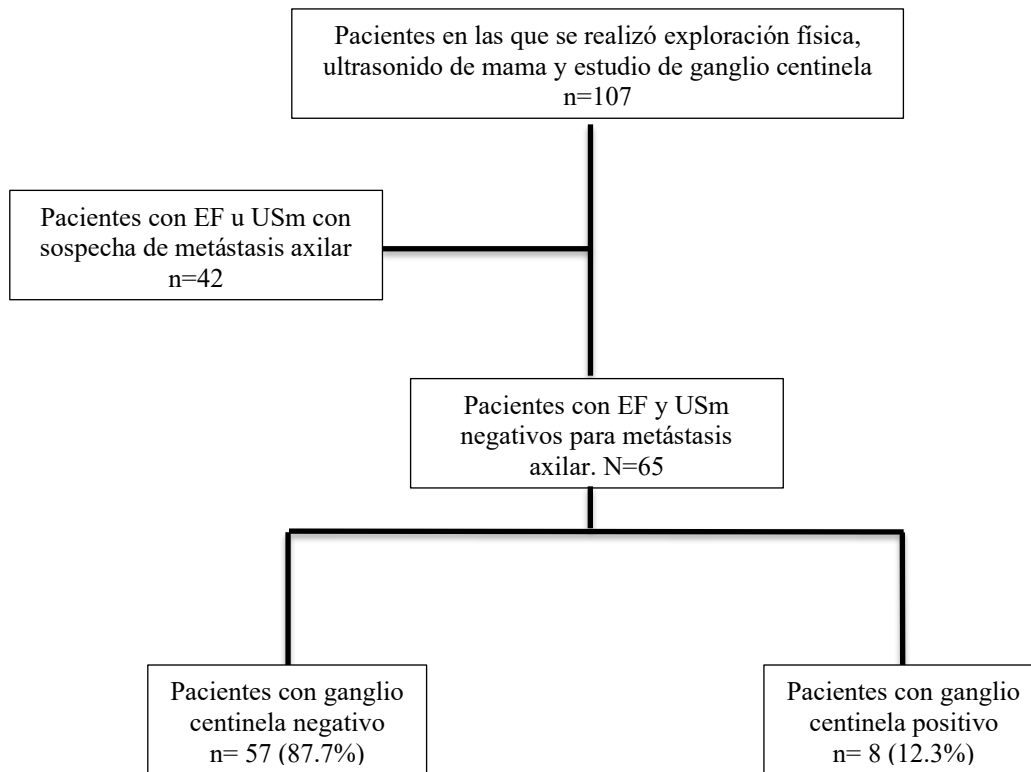 Pacientes en las que se realizó exploración física,
ultrasonido de mama y estudio de ganglio centinela
n=107
Pacientes con EF u USm con
sospecha de metástasis axilar
n=42
Pacientes con EF y USm
negativos para metástasis
axilar. N=65
Pacientes con ganglio
centinela negativo
n= 57 (87.7%)
Pacientes con ganglio
centinela positivo
n= 8 (12.3%)